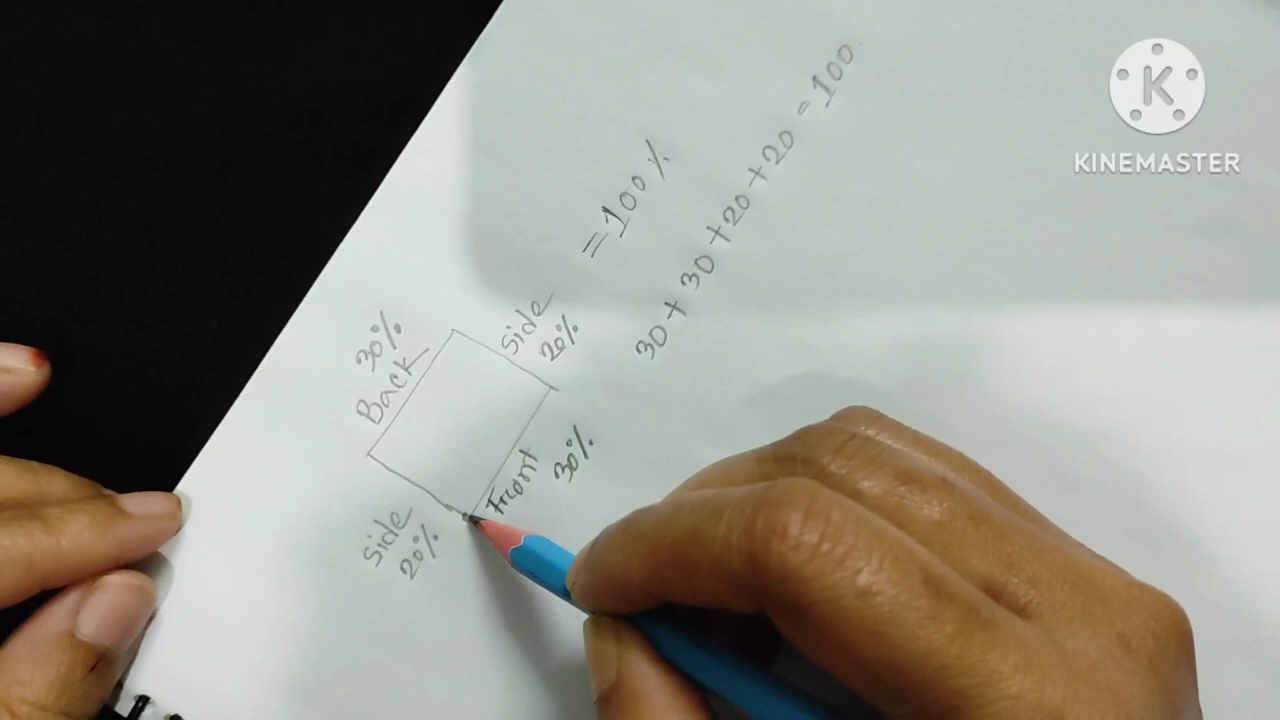 30%
Back
Side
20%
Front
30%
Side
20%
= 100%
30 + 30 + 20 + 20 = 100
KINEMASTER